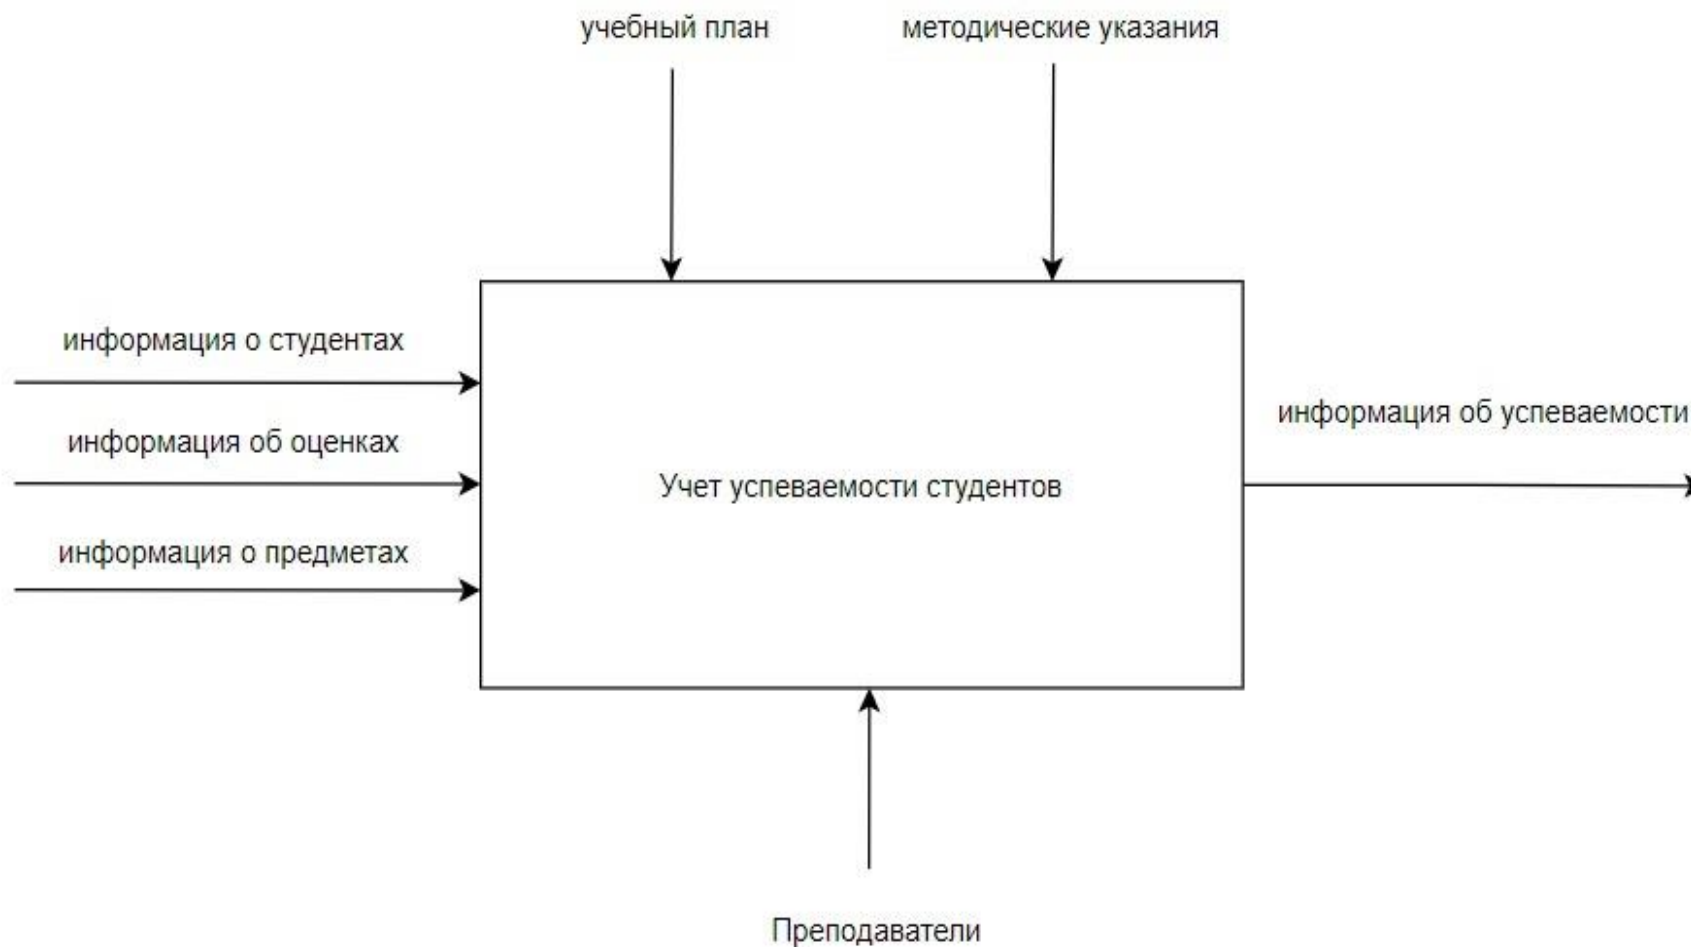 учебный план
методические указания
информация о студентах
информация об успеваемости
информация об оценках
Учет успеваемости студентов
информация о предметах
Преподаватели